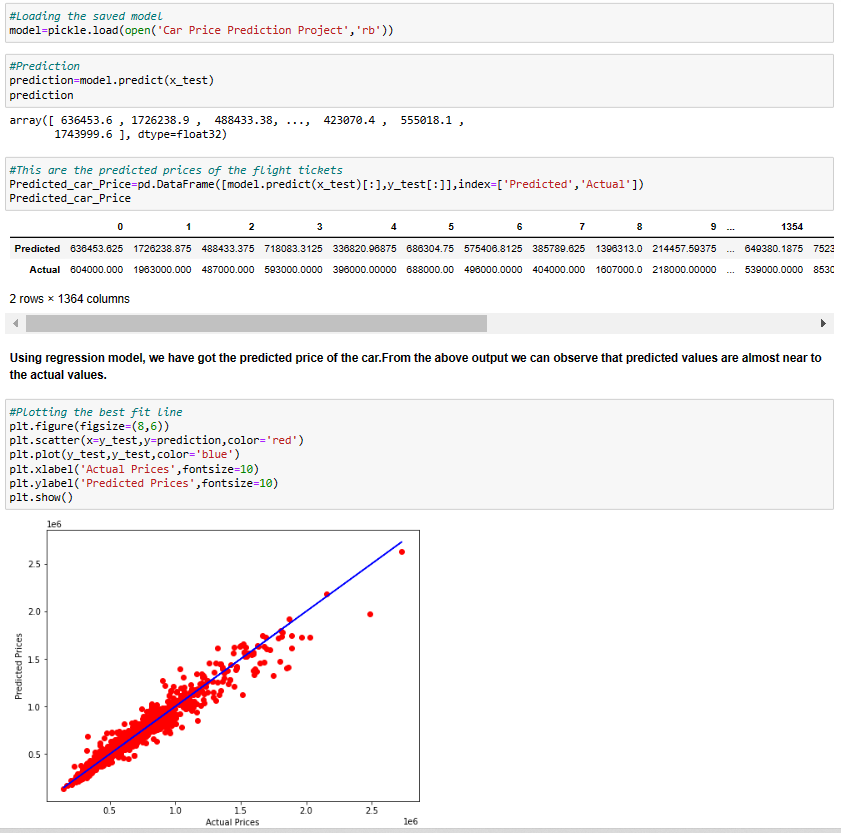 #Loading the saved model
model=pickle.load(open('Car Price Prediction Project','rb'))
#Prediction
prediction=model.predict(x_test)
prediction
array([ 636453.6 , 1726238.9 ,  488433.38, ...,  423070.4 ,  555018.1 ,
       1743999.6 ], dtype=float32)
#This are the predicted prices of the flight tickets
Predicted_car_Price=pd.DataFrame([model.predict(x_test)[:],y_test[:]],index=['Predicted','Actual'])
Predicted_car_Price
0 1 2 3 4 5 6 7 8 9 ... 1354
Predicted 636453.625 1726238.875 488433.375 718083.3125 336820.96875 686304.75 575406.8125 385789.625 1396313.0 214457.59375 ... 649380.1875 7523
Actual 604000.000 1963000.000 487000.000 593000.0000 396000.00000 688000.00 496000.0000 404000.000 1607000.0 218000.00000 ... 539000.0000 8530
2 rows × 1364 columns
Using regression model, we have got the predicted price of the car.From the above output we can observe that predicted values are almost near to
the actual values.
#Plotting the best fit line
plt.figure(figsize=(8,6))
plt.scatter(x=y_test,y=prediction,color='red')
plt.plot(y_test,y_test,color='blue')
plt.xlabel('Actual Prices',fontsize=10)
plt.ylabel('Predicted Prices',fontsize=10)
plt.show()
1e6
2.5
2.0
1.5
1.0
0.5
Predicted Prices
0.5 1.0 1.5 2.0 2.5
Actual Prices
1e6